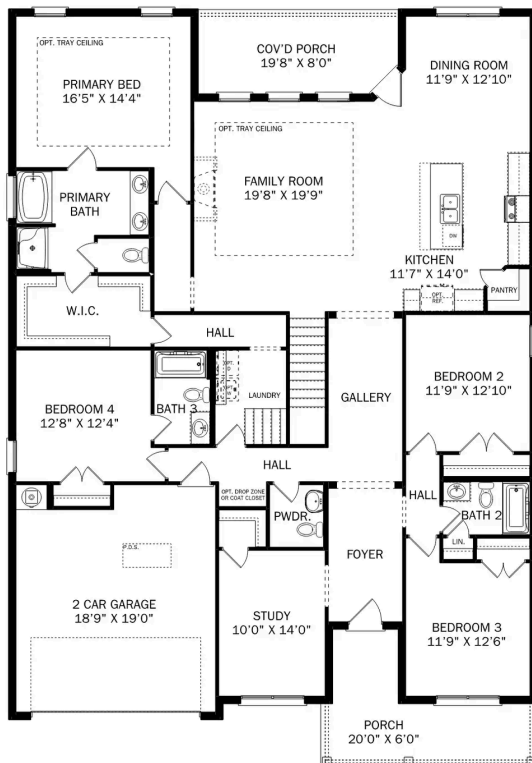 OPT. TRAY CEILING
PRIMARY BED
16'5" X 14'4"
COV'D PORCH
19'8" X 8'0"
DINING ROOM
11'9" X 12'10"
OPT. TRAY CEILING
FAMILY ROOM
19'8" X 19'9"
PRIMARY
BATH
DW
KITCHEN
11'7" X 14'0"
PANTRY
OPT.
REF.
W.I.C.
HALL
BEDROOM 4
12'8" X 12'4"
BATH 3
LAUNDRY
GALLERY
BEDROOM 2
11'9" X 12'10"
HALL
OPT. DROP ZONE
OR COAT CLOSET
PWDR.
HALL
BATH 2
LIN.
FOYER
P.D.S.
2 CAR GARAGE
18'9" X 19'0"
STUDY
10'0" X 14'0"
BEDROOM 3
11'9" X 12'6"
PORCH
20'0" X 6'0"